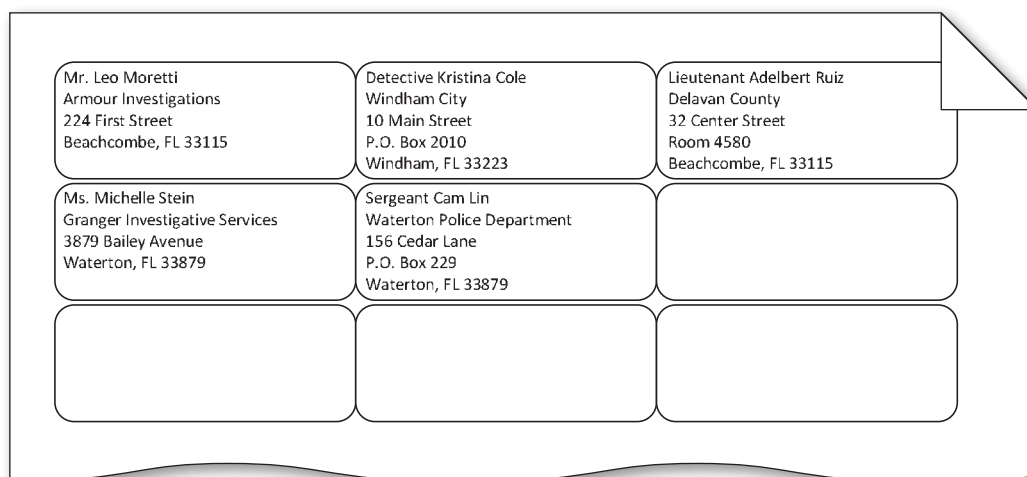 Mr. Leo Moretti
Armour Investigations
224 First Street
Beachcombe, FL 33115
Detective Kristina Cole
Windham City
10 Main Street
P.O. Box 2010
Windham, FL 33223
Lieutenant Adelbert Ruiz
Delavan County
32 Center Street
Room 4580
Beachcombe, FL 33115
Ms. Michelle Stein
Granger Investigative Services
3879 Bailey Avenue
Waterton, FL 33879
Sergeant Cam Lin
Waterton Police Department
156 Cedar Lane
P.O. Box 229
Waterton, FL 33879